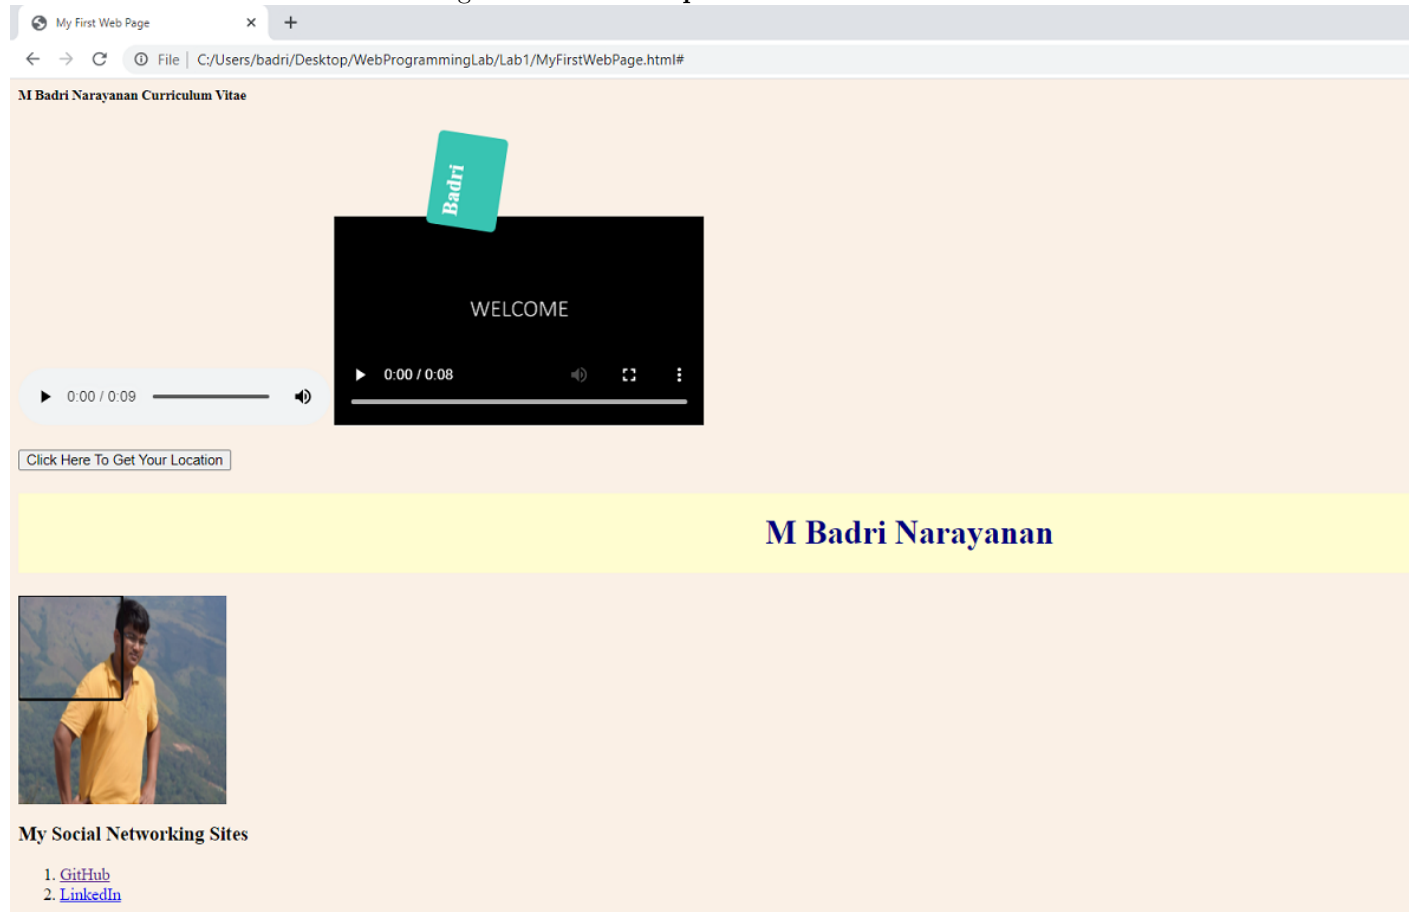 My First Web Page
File | C:/Users/badri/Desktop/WebProgrammingLab/Lab1/MyFirstWebPage.html#
M Badri Narayanan Curriculum Vitae
Badri
WELCOME
0:00 / 0:08
0:00 / 0:09
Click Here To Get Your Location
M Badri Narayanan
My Social Networking Sites
1. GitHub
2. LinkedIn